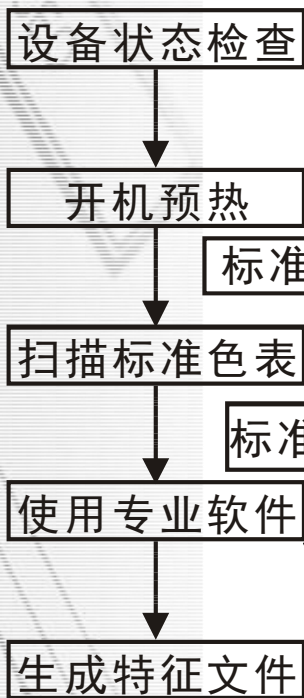 设备状态检查
开机预热
标准
扫描标准色表
标准
使用专业软件
生成特征文件